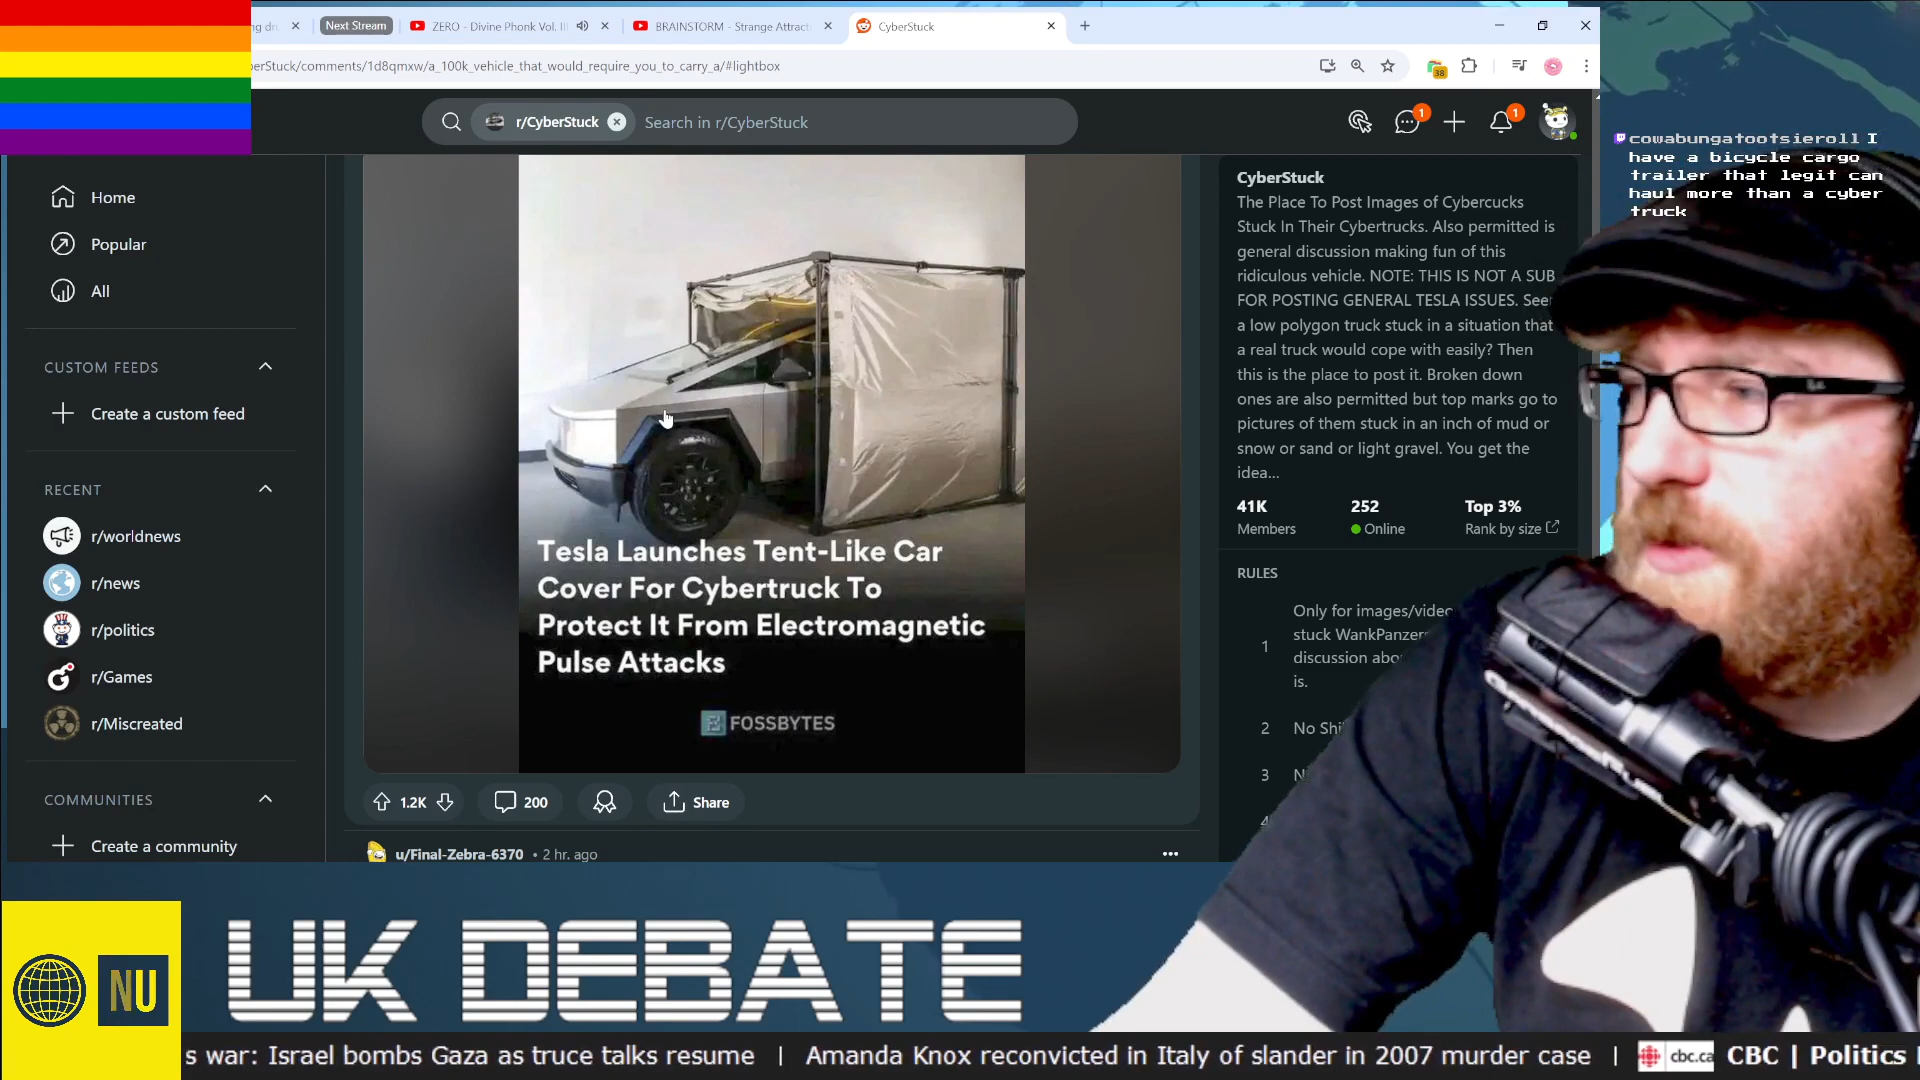 Next Stream
ZERO - Divine Phonk Vol. II
BRAINSTORM - Strange Attract
CyberStuck
erStuck/comments/1d8qmxw/a_100k_vehicle_that_would_require_you_to_carry_a/#lightbox
38
r/CyberStuck
Search in r/CyberStuck
1
1
cowabungatootsieroll I
have a bicycle cargo
trailer that legit can
haul more than a cyber
truck
Home
Popular
All
CUSTOM FEEDS
Create a custom feed
RECENT
r/worldnews
r/news
r/politics
r/Games
r/Miscreated
COMMUNITIES
Create a community
Tesla Launches Tent-Like Car
Cover For Cybertruck To
Protect It From Electromagnetic
Pulse Attacks
FOSSBYTES
1.2K
200
Share
u/Final-Zebra-6370 • 2 hr. ago
CyberStuck
The Place To Post Images of Cybercucks
Stuck In Their Cybertrucks. Also permitted is
general discussion making fun of this
ridiculous vehicle. NOTE: THIS IS NOT A SUB
FOR POSTING GENERAL TESLA ISSUES. Seen
a low polygon truck stuck in a situation that
a real truck would cope with easily? Then
this is the place to post it. Broken down
ones are also permitted but top marks go to
pictures of them stuck in an inch of mud or
snow or sand or light gravel. You get the
idea...
41K
252
Top 3%
Members
Online
Rank by size
RULES
1
Only for images/video
stuck WankPanzers
discussion abo
is.
2
No Shi
3
4
NU
UK DEBATE
s war: Israel bombs Gaza as truce talks resume | Amanda Knox reconvicted in Italy of slander in 2007 murder case | cbc.ca CBC | Politics